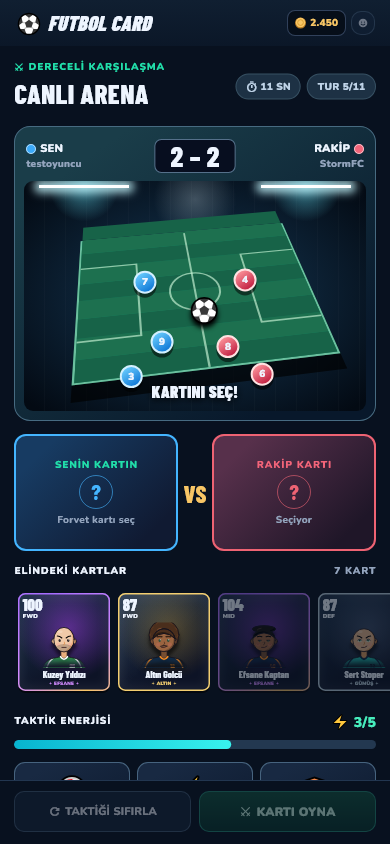 FUTBOL CARD
2.450
DERECELİ KARŞILAŞMA
CANLI ARENA
11 SN
TUR 5/11
SEN
testoyuncu
2 – 2
RAKİP
StormFC
7
4
9
8
3
6
KARTINI SEÇ!
SENİN KARTIN
?
Forvet kartı seç
VS
RAKİP KARTI
?
Seçiyor
ELİNDEKİ KARTLAR
7 KART
100
FWD
Kuzey Yıldızı
• EFSANE •
87
FWD
Altın Golcü
• ALTIN •
104
MID
Efsane Kaptan
• EFSANE •
87
DEF
Sert Stoper
• GÜMÜŞ •
TAKTİK ENERJİSİ
3/5
TAKTİĞİ SIFIRLA
KARTI OYNA